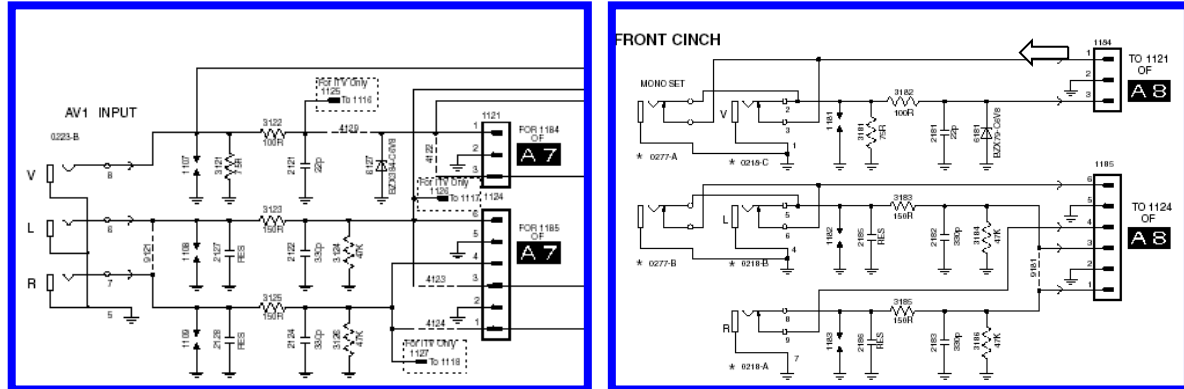 AV1 INPUT
0223-B
V
8
L
6
R
7
5
1107
3121
75R
3122
100R
2121
22p
For ITV Only
1125
To 1116
4120
6127
4122
1121
1
2
3
FOR 1184
OF
A 7
For ITV Only
1126
To 1117
1124
9121
1108
2127
RES
3123
150R
2122
330p
3124
47K
6
5
4
3
2
1
FOR 1185
OF
A 7
4123
4124
1109
2128
RES
3125
150R
2124
330p
3126
47K
For ITV Only
1127
To 1118
FRONT CINCH
MONO SET
* 0277-A
V
2
3
1
* 0218-C
1181
3181
75R
3182
100R
2181
22p
6181
BZX79-C6V8
1184
1
2
3
TO 1121
OF
A 8
* 0277-B
L
5
6
4
* 0218-B
1182
2185
RES
3183
150R
2182
330p
3184
47K
9181
1185
6
5
4
3
2
1
TO 1124
OF
A 8
R
8
9
7
* 0218-A
1183
2186
RES
3185
150R
2183
330p
3186
47K